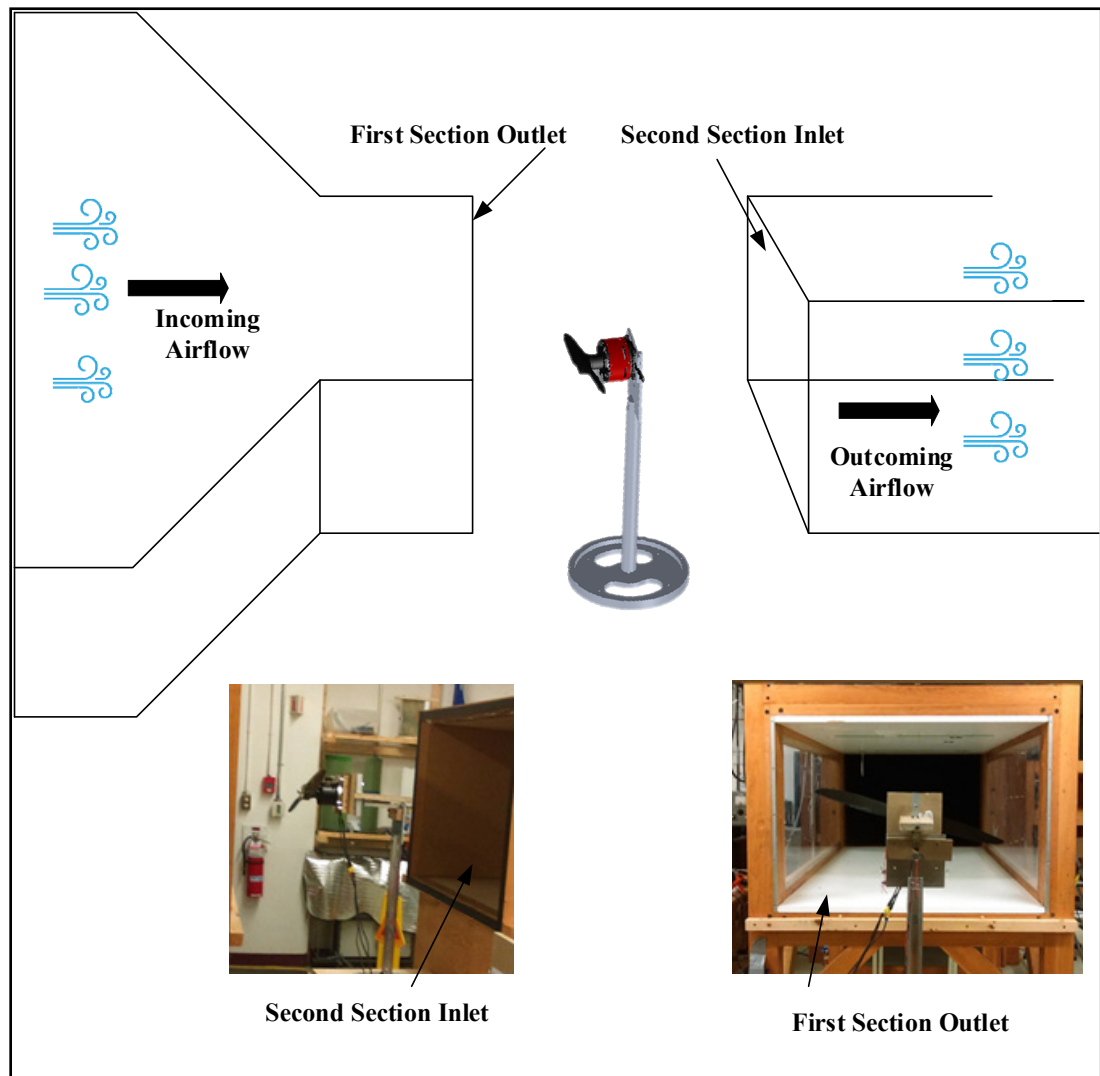 First Section Outlet
Second Section Inlet
Incoming
Airflow
Outcoming
Airflow
Second Section Inlet
First Section Outlet